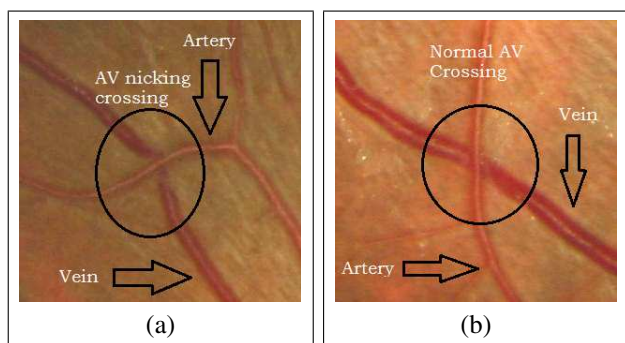 Artery
AV nicking
crossing
Vein
(a)
Normal AV
Crossing
Vein
Artery
(b)